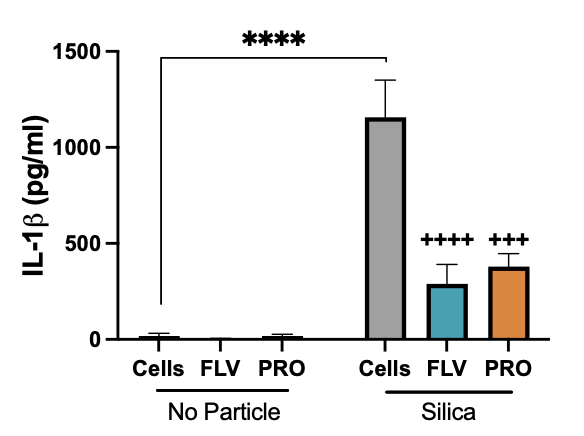 ✱✱✱✱
1500
1000
500
0
IL-1β (pg/ml)
++++ +++
Cells FLV PRO Cells FLV PRO
No Particle Silica